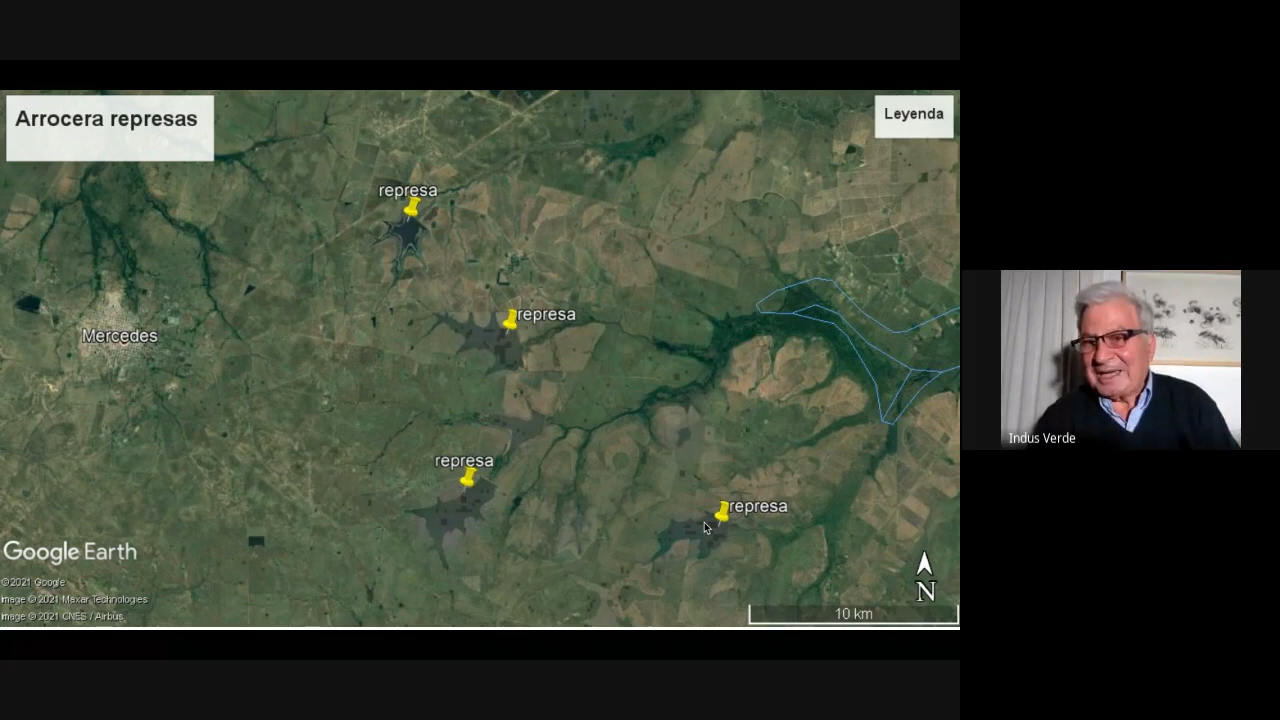 Arrocera represas
Leyenda
represa
represa
Mercedes
represa
represa
Indus Verde
Google Earth
© 2021 Google
Image © 2021 Maxar Technologies
Image © 2021 CNES / Airbus
N
10 km